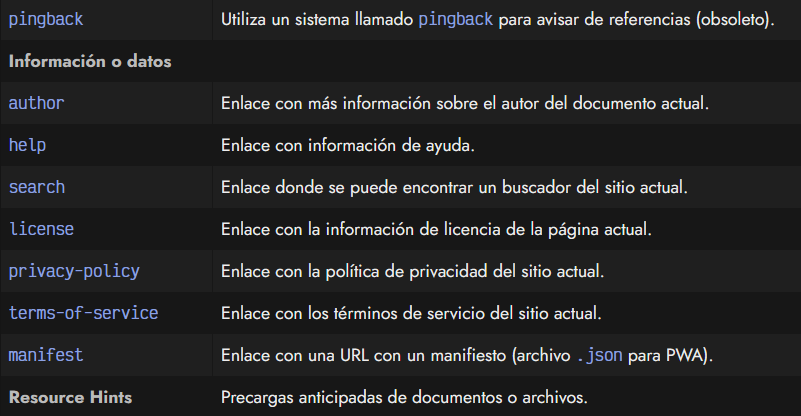 pingback Utiliza un sistema llamado pingback para avisar de referencias (obsoleto).
Información o datos
author Enlace con más información sobre el autor del documento actual.
help Enlace con información de ayuda.
search Enlace donde se puede encontrar un buscador del sitio actual.
license Enlace con la información de licencia de la página actual.
privacy-policy Enlace con la política de privacidad del sitio actual.
terms-of-service Enlace con los términos de servicio del sitio actual.
manifest Enlace con una URL con un manifiesto (archivo .json para PWA).
Resource Hints Precargas anticipadas de documentos o archivos.